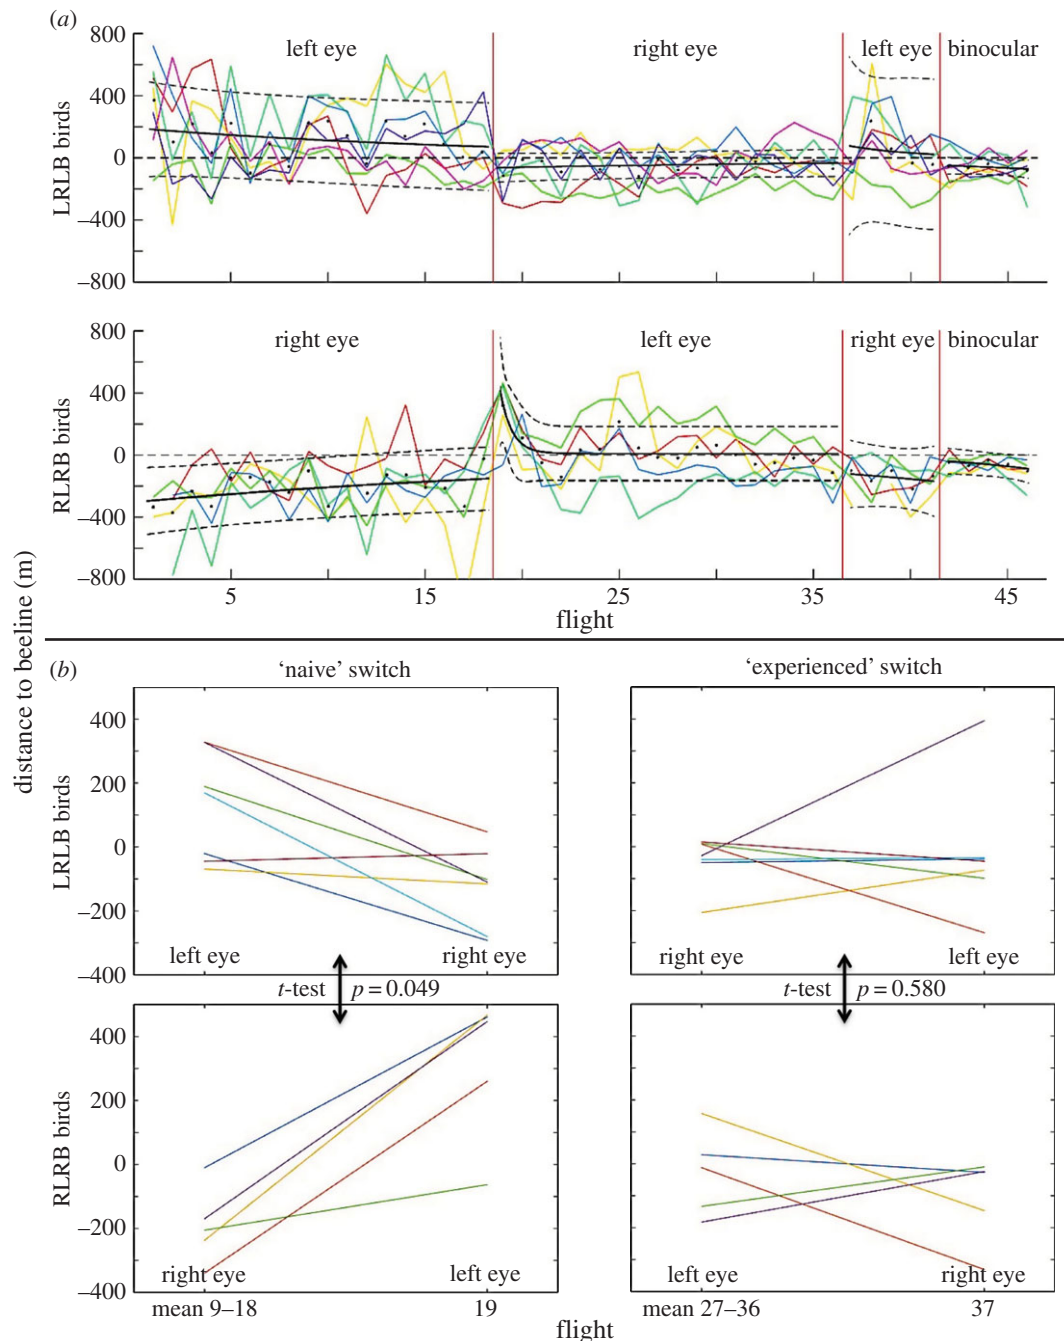 (a)
800
400
0
–400
–800
LRLB birds
left eye
right eye
left eye
binocular
800
400
0
–400
–800
RLRB birds
right eye
left eye
right eye
binocular
5
15
25
35
45
flight
distance to beeline (m)
(b)
'naive' switch
'experienced' switch
400
200
0
–200
–400
LRLB birds
left eye
right eye
right eye
left eye
t-test p = 0.049
t-test p = 0.580
400
200
0
–200
–400
RLRB birds
right eye
left eye
left eye
right eye
mean 9–18
19
mean 27–36
37
flight